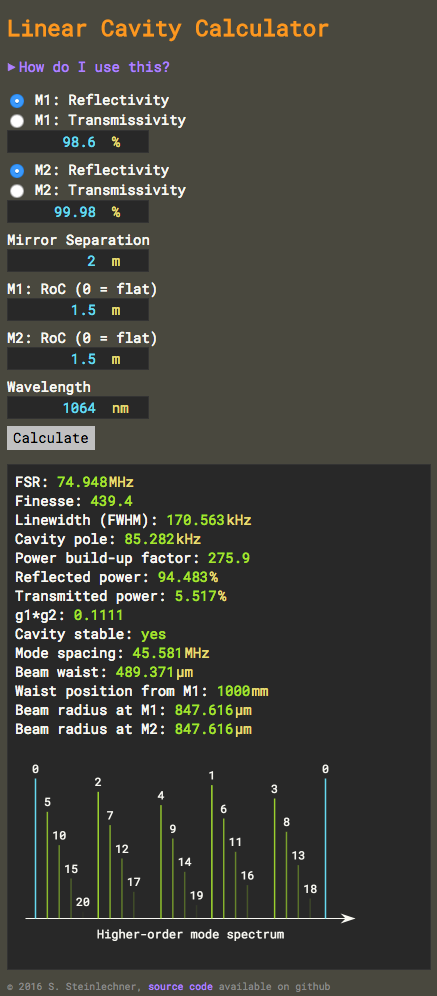 Linear Cavity Calculator
▶How do I use this?
M1: Reflectivity
M1: Transmissivity
98.6 %
M2: Reflectivity
M2: Transmissivity
99.98 %
Mirror Separation
2 m
M1: RoC (0 = flat)
1.5 m
M2: RoC (0 = flat)
1.5 m
Wavelength
1064 nm
Calculate
FSR: 74.948MHz
Finesse: 439.4
Linewidth (FWHM): 170.563kHz
Cavity pole: 85.282kHz
Power build-up factor: 275.9
Reflected power: 94.483%
Transmitted power: 5.517%
g1*g2: 0.1111
Cavity stable: yes
Mode spacing: 45.581MHz
Beam waist: 489.371µm
Waist position from M1: 1000mm
Beam radius at M1: 847.616µm
Beam radius at M2: 847.616µm
0 2 4 1 3 0
5 7 9 6 8
10 12 14 11 13
15 17 19 16 18
20
Higher-order mode spectrum
© 2016 S. Steinlechner, source code available on github